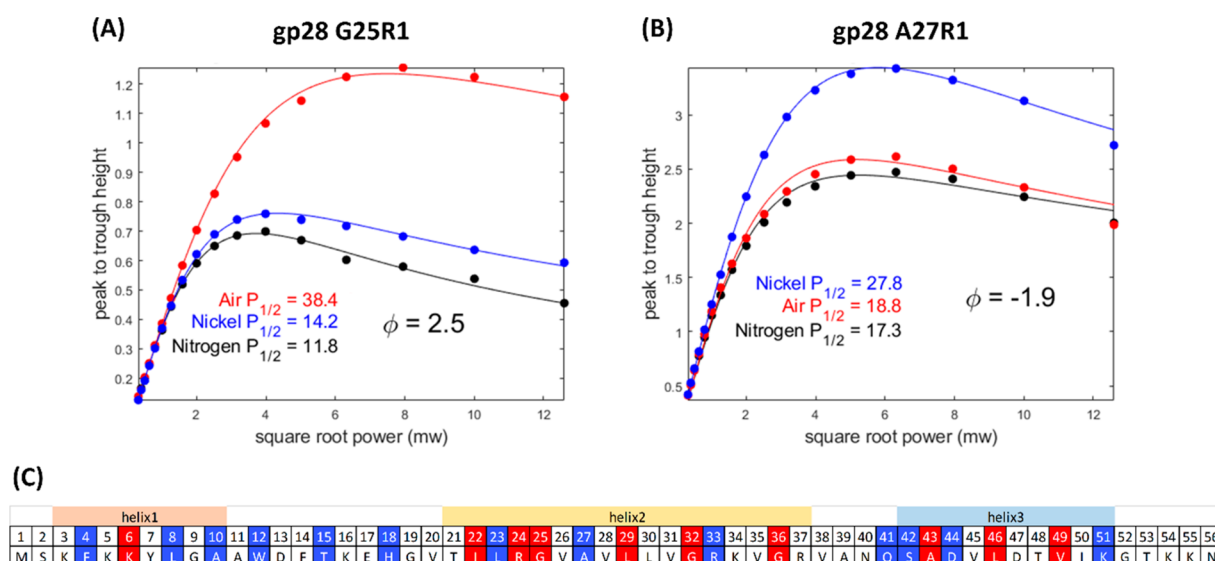 (A)
gp28 G25R1
peak to trough height
1.2
1.1
1
0.9
0.8
0.7
0.6
0.5
0.4
0.3
0.2
Air P1/2 = 38.4
Nickel P1/2 = 14.2
Nitrogen P1/2 = 11.8
ϕ = 2.5
2 4 6 8 10 12
square root power (mw)
(B)
gp28 A27R1
peak to trough height
3
2.5
2
1.5
1
0.5
Nickel P1/2 = 27.8
Air P1/2 = 18.8
Nitrogen P1/2 = 17.3
ϕ = -1.9
2 4 6 8 10 12
square root power (mw)
(C)
helix1 helix2 helix3
1 2 3 4 5 6 7 8 9 10 11 12 13 14 15 16 17 18 19 20 21 22 23 24 25 26 27 28 29 30 31 32 33 34 35 36 37 38 39 40 41 42 43 44 45 46 47 48 49 50 51 52 53 54 55 56
M S K F K K Y L G A A W D F T K E H G V T I L R G V A V L L V G R K V G R V A N Q S A D V L D T V I K G T K K N